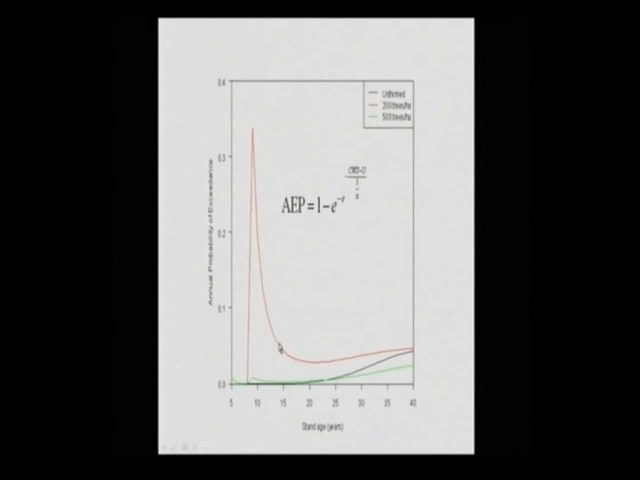 0.4
0.3
0.2
0.1
0.0
Annual Probability of Exceedance
Unthinned
200 trees/ha
500 trees/ha
AEP = 1 - e
5 10 15 20 25 30 35 40
Stand age (years)